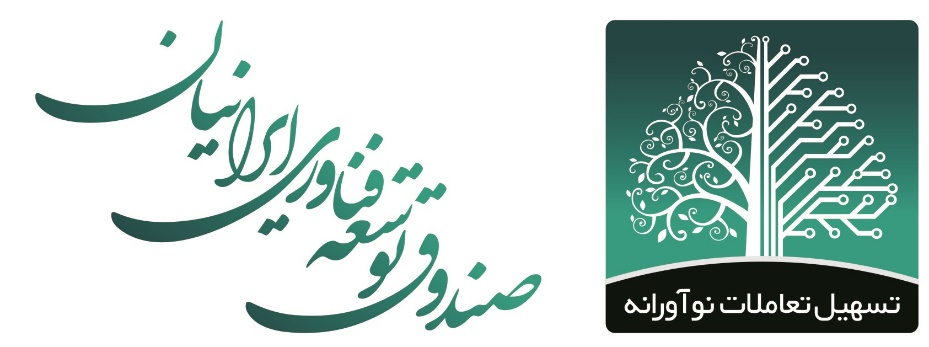 صندوق توسعه فناوری ایرانیان
تسهیل تعاملات نوآورانه